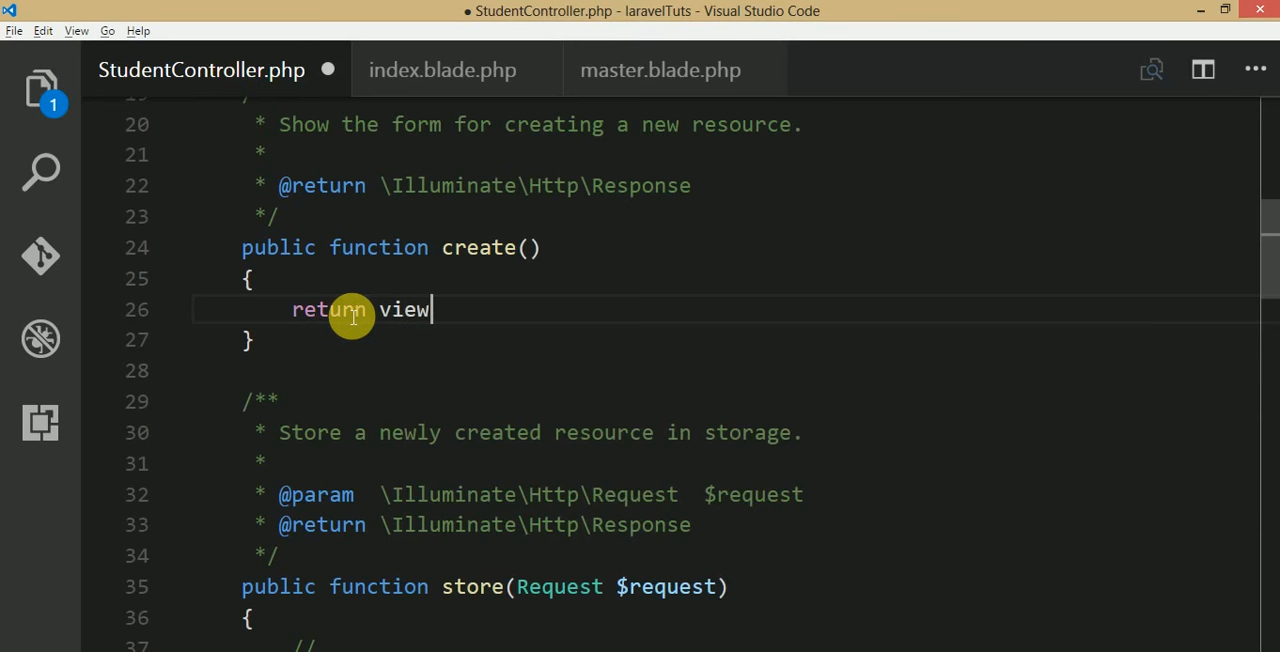 ● StudentController.php - laravelTuts - Visual Studio Code
File Edit View Go Help
StudentController.php index.blade.php master.blade.php
1
20 * Show the form for creating a new resource.
21 *
22 * @return \Illuminate\Http\Response
23 */
24 public function create()
25 {
26 return view
27 }
28
29 /**
30 * Store a newly created resource in storage.
31 *
32 * @param \Illuminate\Http\Request $request
33 * @return \Illuminate\Http\Response
34 */
35 public function store(Request $request)
36 {
37 //